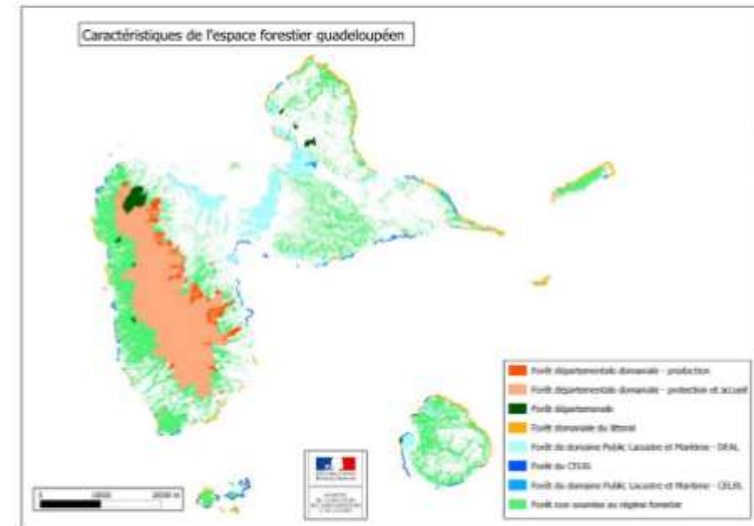 Caractéristiques de l'espace forestier guadeloupéen
Forêt départementale domaniale - production
Forêt départementale domaniale - protection et accueil
Forêt départementale
Forêt domaniale du littoral
Forêt du domaine Public Lacustre et Maritime - DEAL
Forêt du CELRL
Forêt du domaine Public Lacustre et Maritime - CELRL
Forêt non soumise au régime forestier